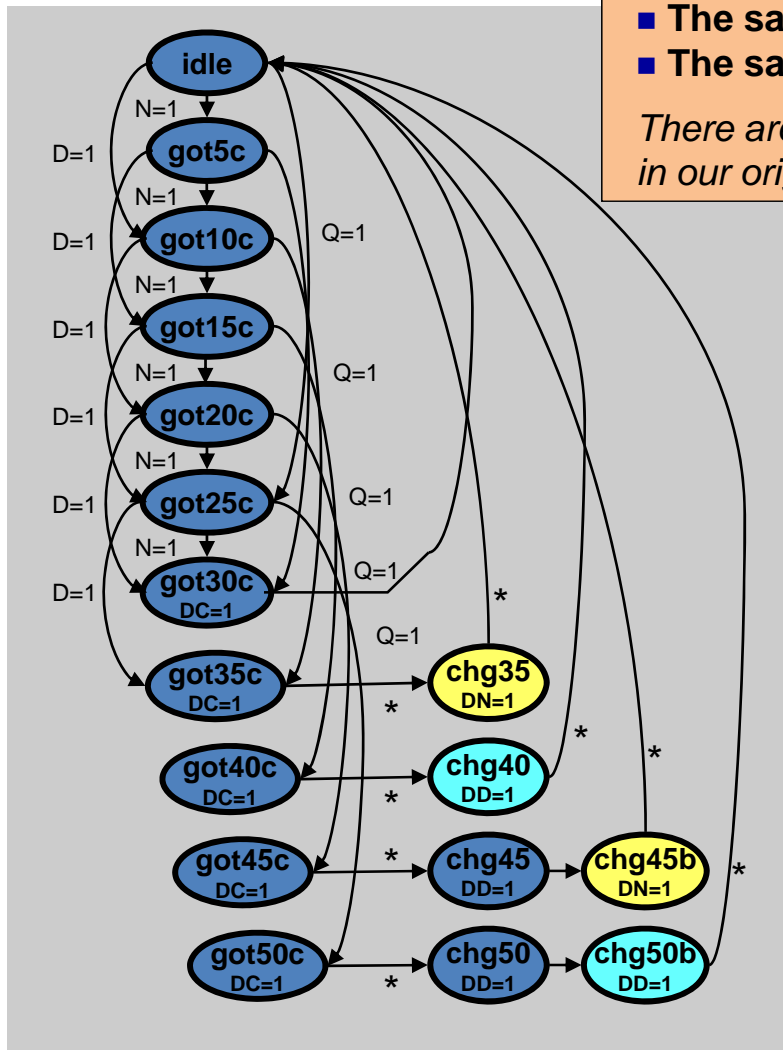 ■ The sa
■ The sa
There are
in our ori
idle
N=1
D=1
got5c
N=1
D=1
got10c
Q=1
N=1
D=1
got15c
N=1
Q=1
D=1
got20c
N=1
D=1
got25c
Q=1
N=1
D=1
got30c
DC=1
Q=1
*
Q=1
got35c
DC=1
*
chg35
DN=1
*
*
got40c
DC=1
*
chg40
DD=1
got45c
DC=1
*
chg45
DD=1
chg45b
DN=1
*
got50c
DC=1
*
chg50
DD=1
chg50b
DD=1